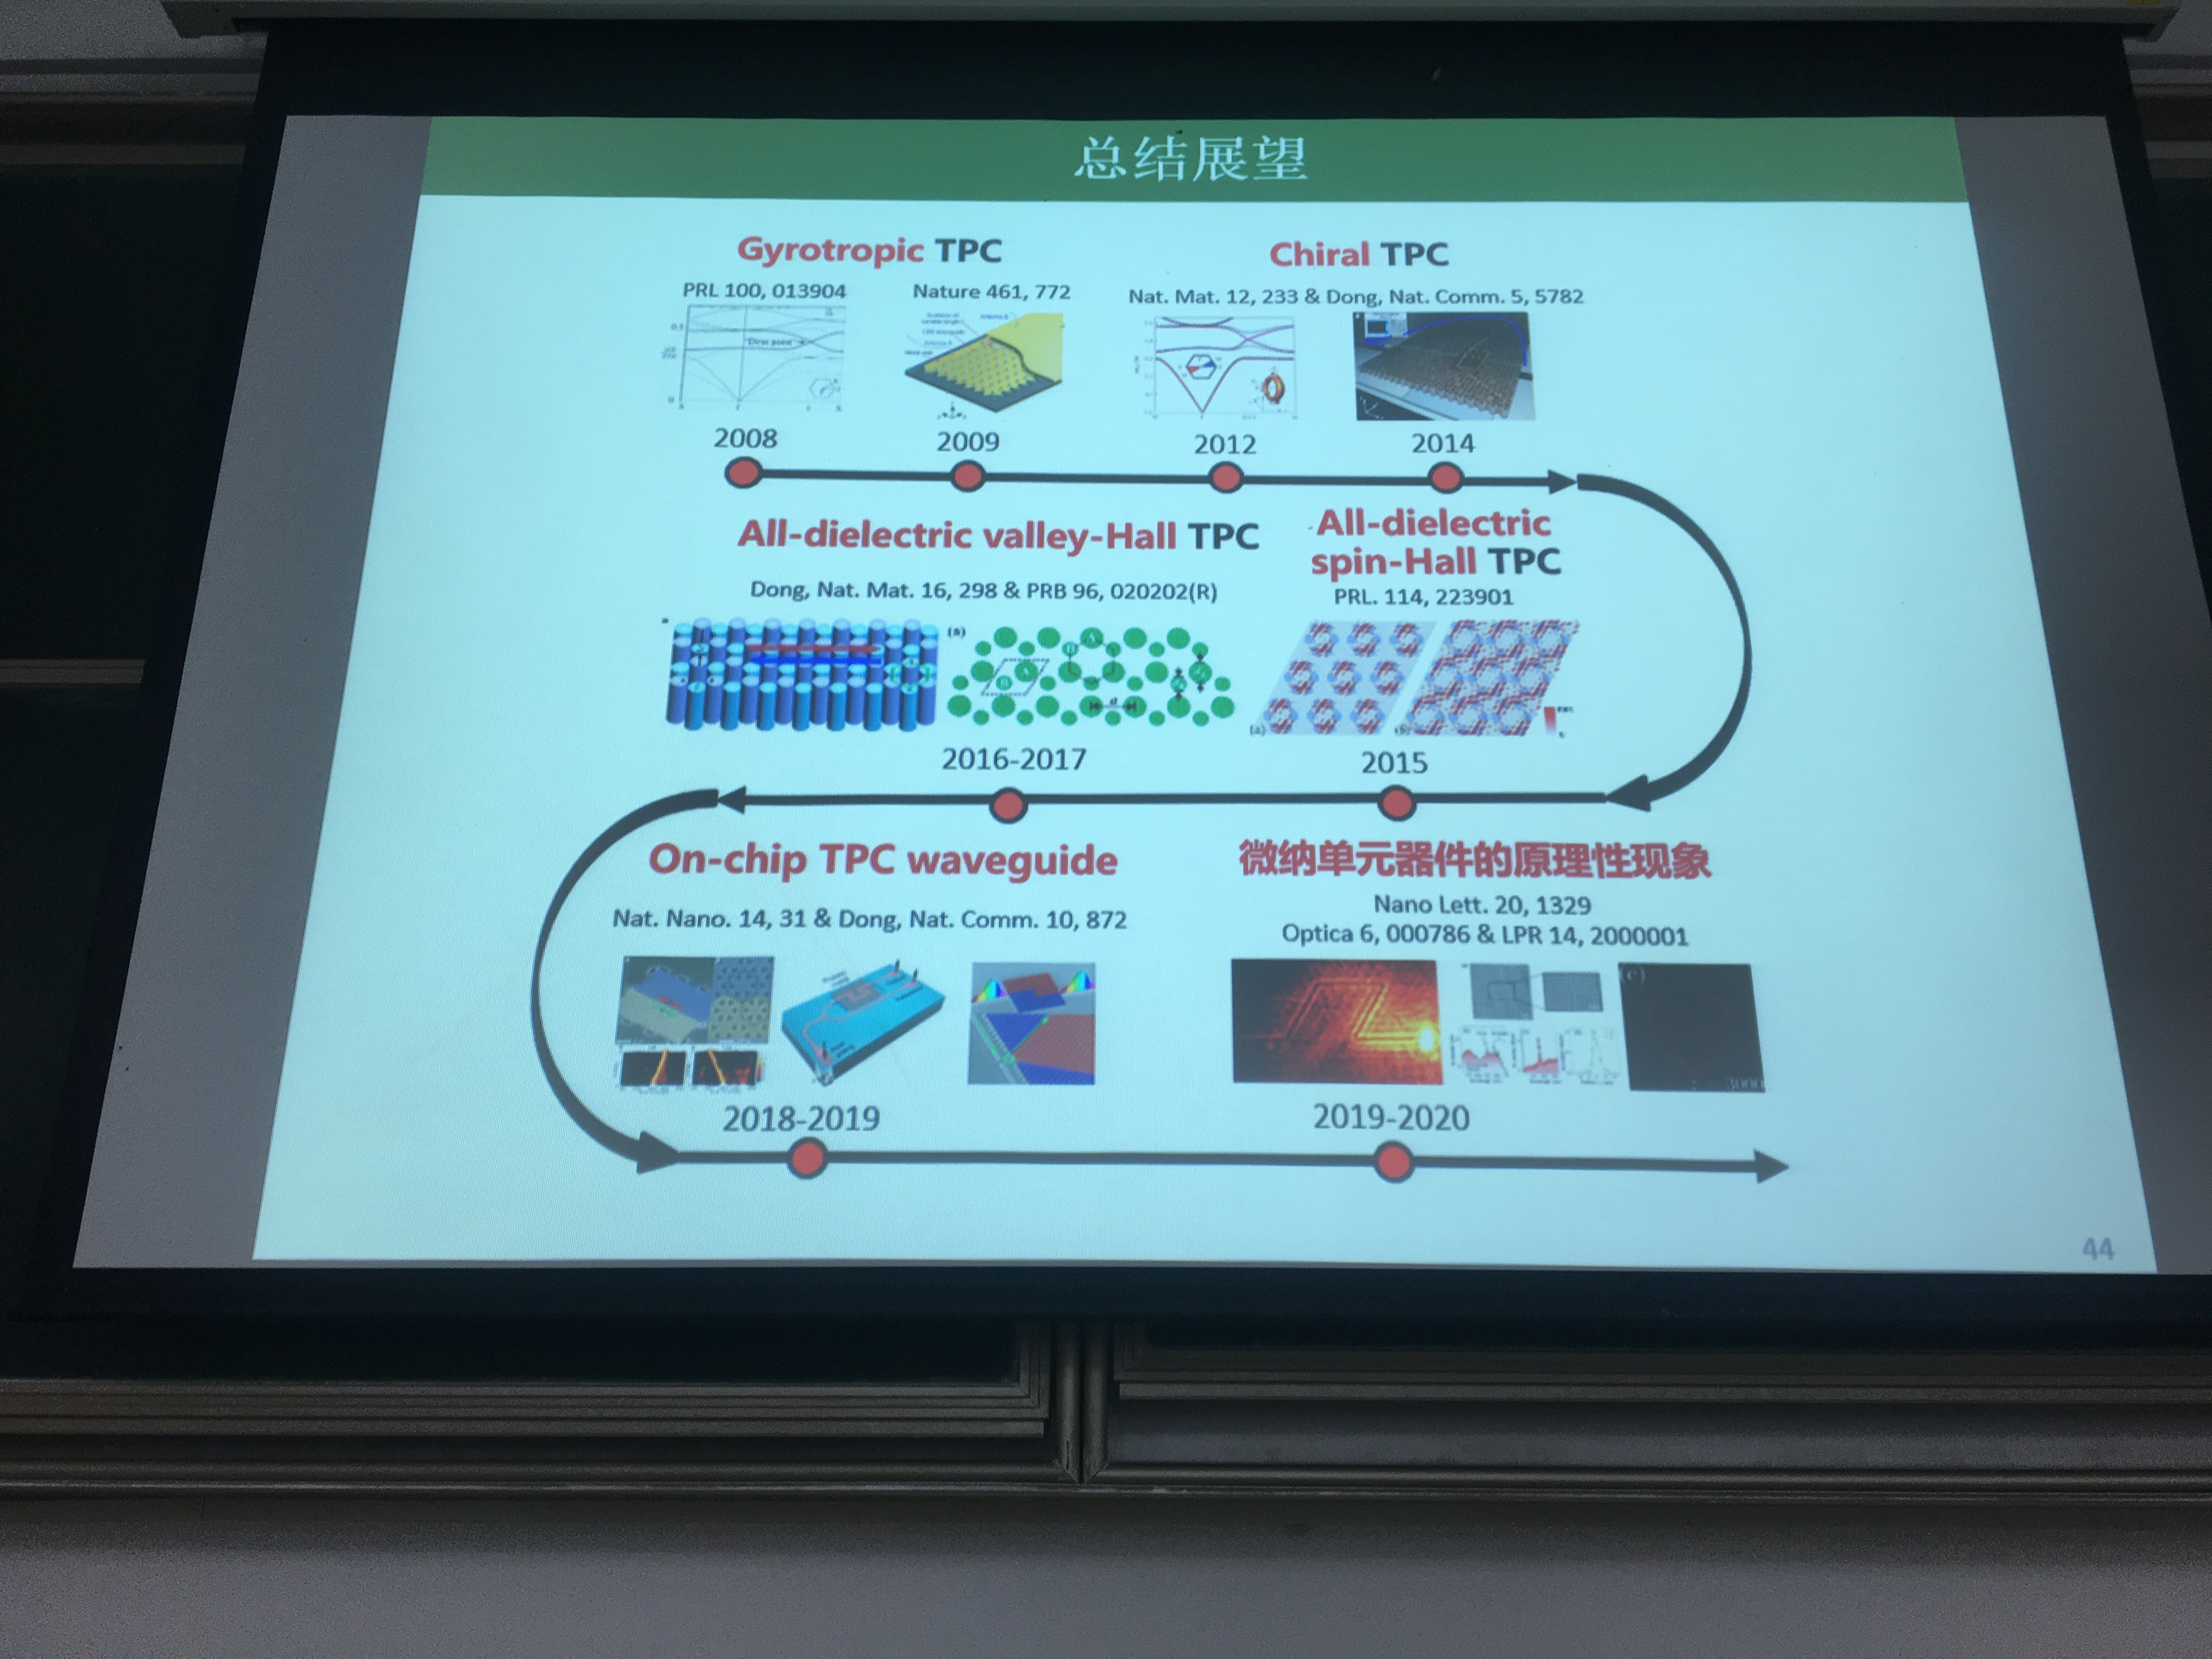 总结展望
Gyrotropic TPC
Chiral TPC
PRL 100, 013904
Nature 461, 772
Nat. Mat. 12, 233 & Dong, Nat. Comm. 5, 5782
Dirac point
2008
2009
2012
2014
All-dielectric valley-Hall TPC
All-dielectric
spin-Hall TPC
Dong, Nat. Mat. 16, 298 & PRB 96, 020202(R)
PRL. 114, 223901
(a)
(a)
(b)
2016-2017
2015
On-chip TPC waveguide
微纳单元器件的原理性现象
Nat. Nano. 14, 31 & Dong, Nat. Comm. 10, 872
Nano Lett. 20, 1329
Optica 6, 000786 & LPR 14, 2000001
(c)
2018-2019
2019-2020
44